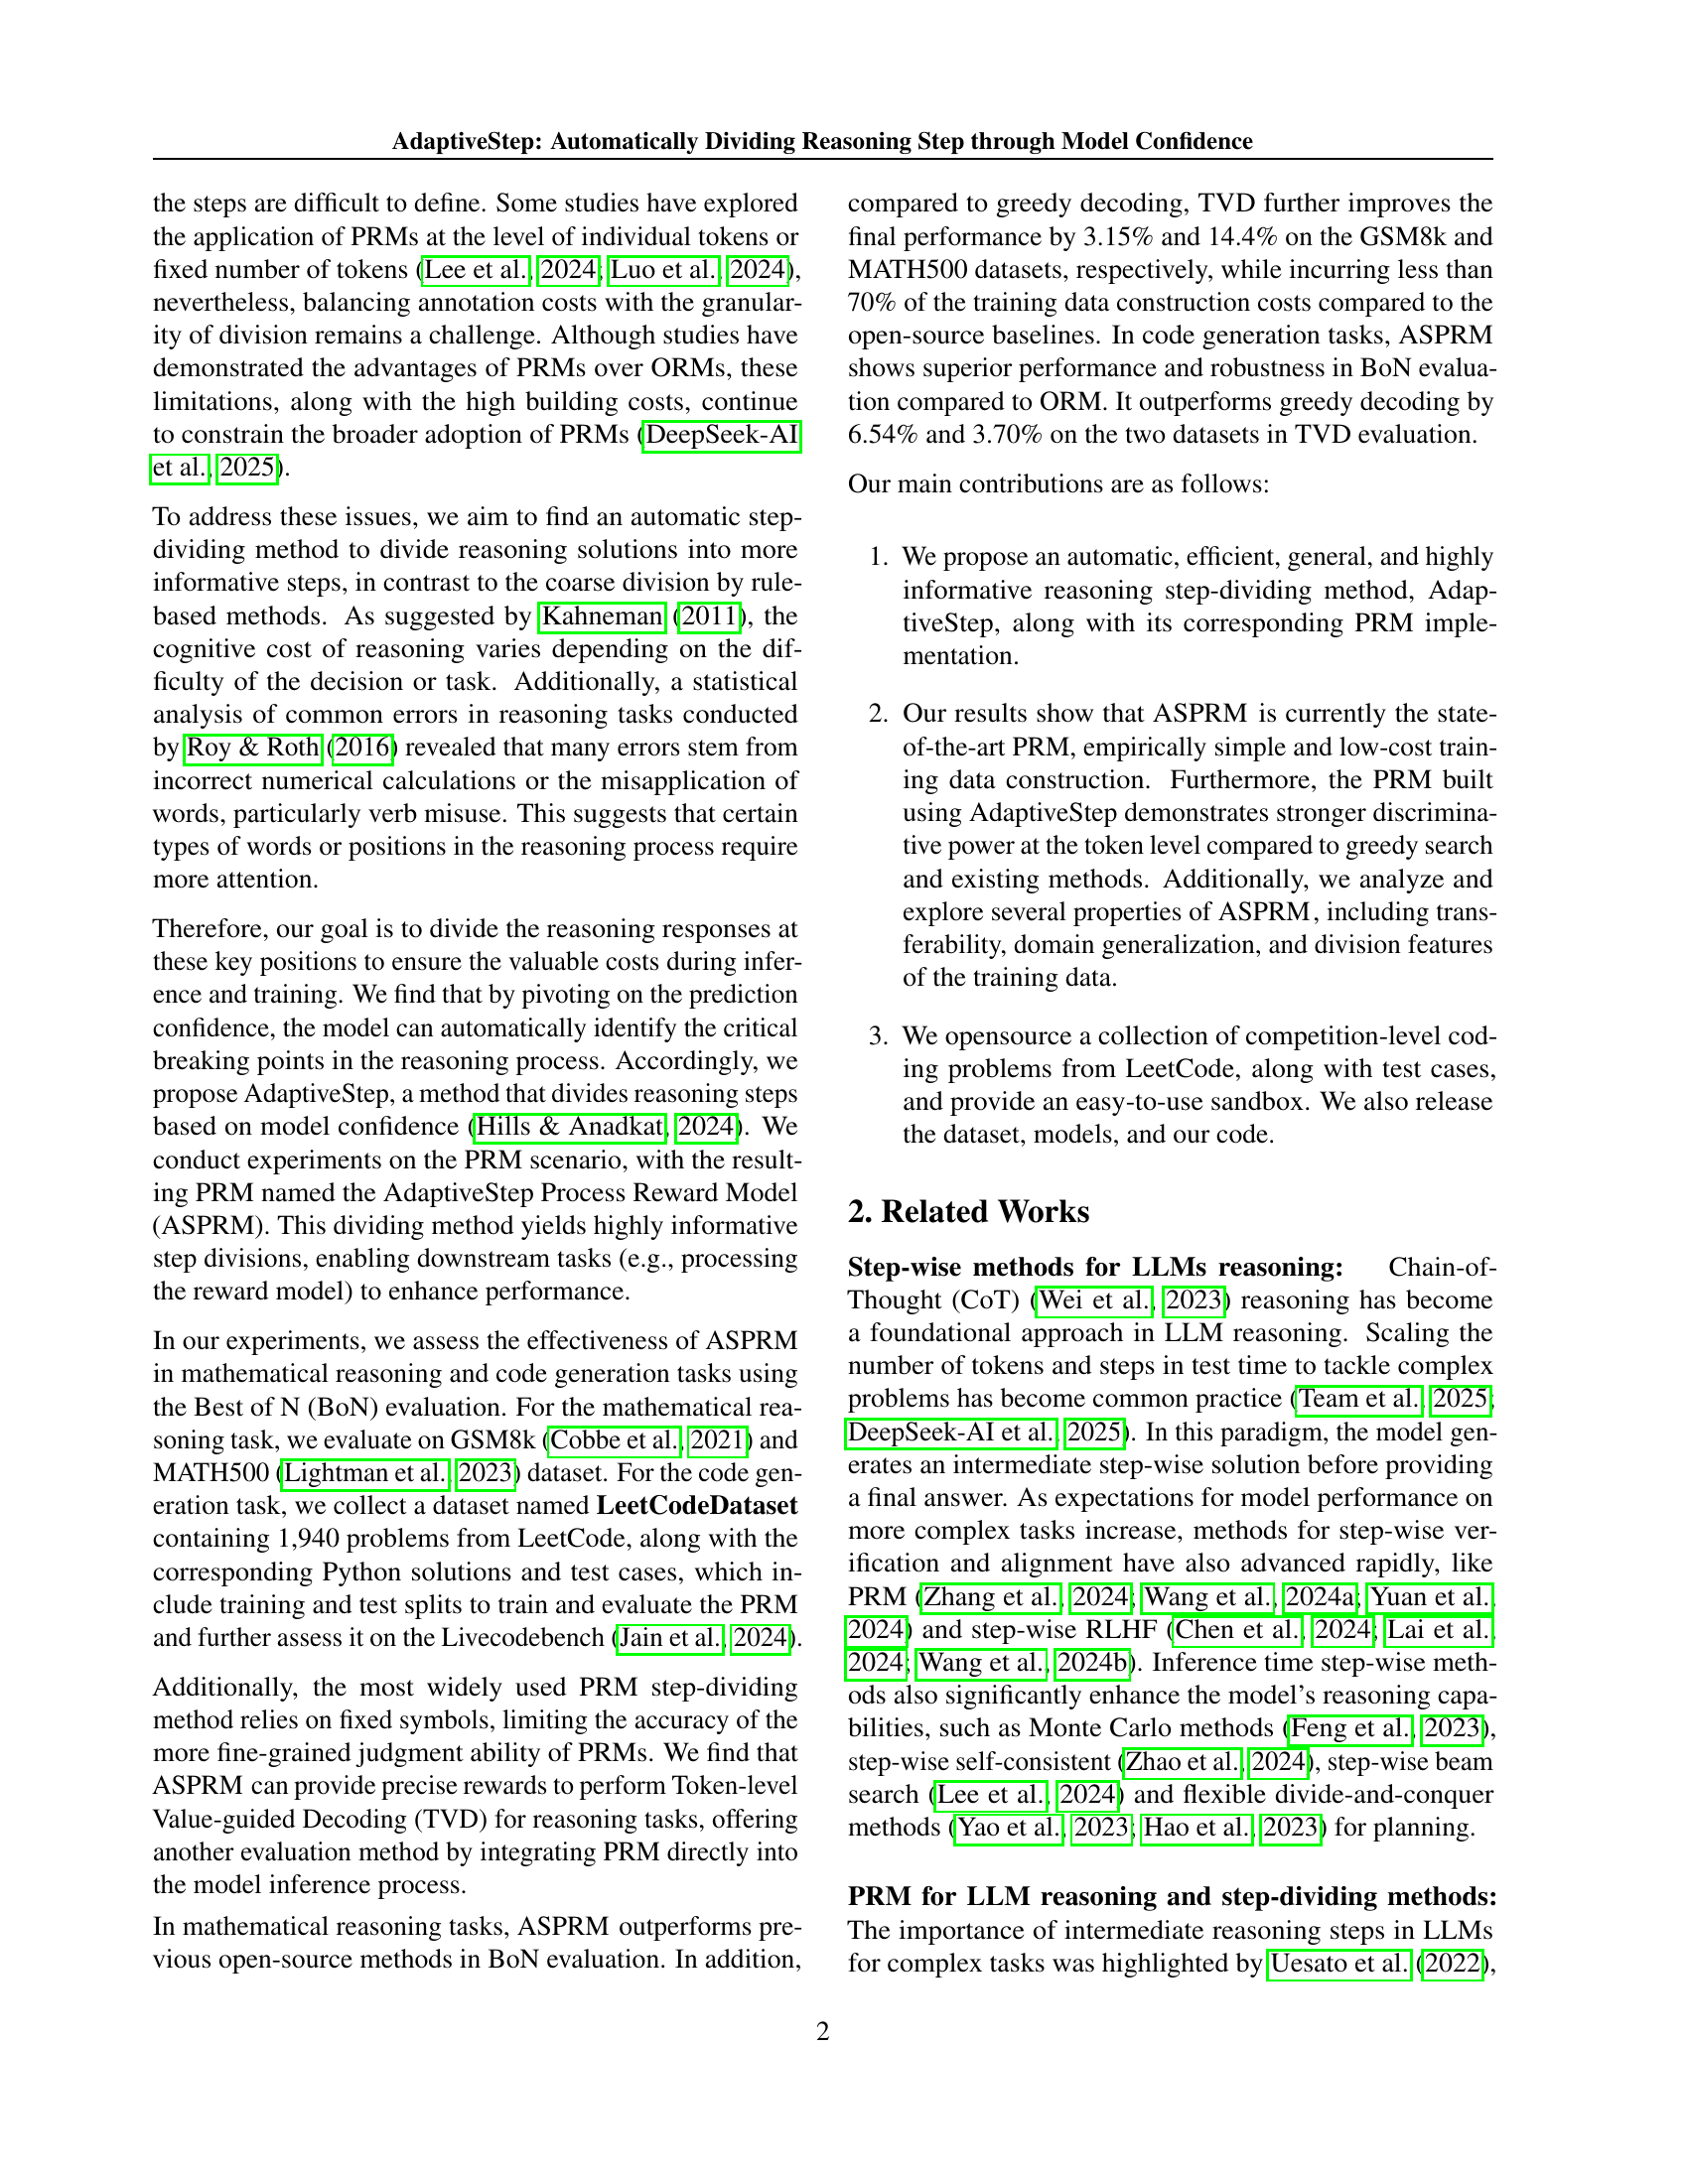 AdaptiveStep: Automatically Dividing Reasoning Step through Model Confidence
the steps are difficult to define. Some studies have explored
the application of PRMs at the level of individual tokens or
fixed number of tokens (Lee et al., 2024; Luo et al., 2024),
nevertheless, balancing annotation costs with the granular-
ity of division remains a challenge. Although studies have
demonstrated the advantages of PRMs over ORMs, these
limitations, along with the high building costs, continue
to constrain the broader adoption of PRMs (DeepSeek-AI
et al., 2025).
To address these issues, we aim to find an automatic step-
dividing method to divide reasoning solutions into more
informative steps, in contrast to the coarse division by rule-
based methods. As suggested by Kahneman (2011), the
cognitive cost of reasoning varies depending on the dif-
ficulty of the decision or task. Additionally, a statistical
analysis of common errors in reasoning tasks conducted
by Roy & Roth (2016) revealed that many errors stem from
incorrect numerical calculations or the misapplication of
words, particularly verb misuse. This suggests that certain
types of words or positions in the reasoning process require
more attention.
Therefore, our goal is to divide the reasoning responses at
these key positions to ensure the valuable costs during infer-
ence and training. We find that by pivoting on the prediction
confidence, the model can automatically identify the critical
breaking points in the reasoning process. Accordingly, we
propose AdaptiveStep, a method that divides reasoning steps
based on model confidence (Hills & Anadkat, 2024). We
conduct experiments on the PRM scenario, with the result-
ing PRM named the AdaptiveStep Process Reward Model
(ASPRM). This dividing method yields highly informative
step divisions, enabling downstream tasks (e.g., processing
the reward model) to enhance performance.
In our experiments, we assess the effectiveness of ASPRM
in mathematical reasoning and code generation tasks using
the Best of N (BoN) evaluation. For the mathematical rea-
soning task, we evaluate on GSM8k (Cobbe et al., 2021) and
MATH500 (Lightman et al., 2023) dataset. For the code gen-
eration task, we collect a dataset named LeetCodeDataset
containing 1,940 problems from LeetCode, along with the
corresponding Python solutions and test cases, which in-
clude training and test splits to train and evaluate the PRM
and further assess it on the Livecodebench (Jain et al., 2024).
Additionally, the most widely used PRM step-dividing
method relies on fixed symbols, limiting the accuracy of the
more fine-grained judgment ability of PRMs. We find that
ASPRM can provide precise rewards to perform Token-level
Value-guided Decoding (TVD) for reasoning tasks, offering
another evaluation method by integrating PRM directly into
the model inference process.
In mathematical reasoning tasks, ASPRM outperforms pre-
vious open-source methods in BoN evaluation. In addition,
compared to greedy decoding, TVD further improves the
final performance by 3.15% and 14.4% on the GSM8k and
MATH500 datasets, respectively, while incurring less than
70% of the training data construction costs compared to the
open-source baselines. In code generation tasks, ASPRM
shows superior performance and robustness in BoN evalua-
tion compared to ORM. It outperforms greedy decoding by
6.54% and 3.70% on the two datasets in TVD evaluation.
Our main contributions are as follows:
1. We propose an automatic, efficient, general, and highly
informative reasoning step-dividing method, Adap-
tiveStep, along with its corresponding PRM imple-
mentation.
2. Our results show that ASPRM is currently the state-
of-the-art PRM, empirically simple and low-cost train-
ing data construction. Furthermore, the PRM built
using AdaptiveStep demonstrates stronger discrimina-
tive power at the token level compared to greedy search
and existing methods. Additionally, we analyze and
explore several properties of ASPRM, including trans-
ferability, domain generalization, and division features
of the training data.
3. We opensource a collection of competition-level cod-
ing problems from LeetCode, along with test cases,
and provide an easy-to-use sandbox. We also release
the dataset, models, and our code.
2. Related Works
Step-wise methods for LLMs reasoning: Chain-of-
Thought (CoT) (Wei et al., 2023) reasoning has become
a foundational approach in LLM reasoning. Scaling the
number of tokens and steps in test time to tackle complex
problems has become common practice (Team et al., 2025;
DeepSeek-AI et al., 2025). In this paradigm, the model gen-
erates an intermediate step-wise solution before providing
a final answer. As expectations for model performance on
more complex tasks increase, methods for step-wise ver-
ification and alignment have also advanced rapidly, like
PRM (Zhang et al., 2024; Wang et al., 2024a; Yuan et al.,
2024) and step-wise RLHF (Chen et al., 2024; Lai et al.,
2024; Wang et al., 2024b). Inference time step-wise meth-
ods also significantly enhance the model's reasoning capa-
bilities, such as Monte Carlo methods (Feng et al., 2023),
step-wise self-consistent (Zhao et al., 2024), step-wise beam
search (Lee et al., 2024) and flexible divide-and-conquer
methods (Yao et al., 2023; Hao et al., 2023) for planning.
PRM for LLM reasoning and step-dividing methods:
The importance of intermediate reasoning steps in LLMs
for complex tasks was highlighted by Uesato et al. (2022),
2